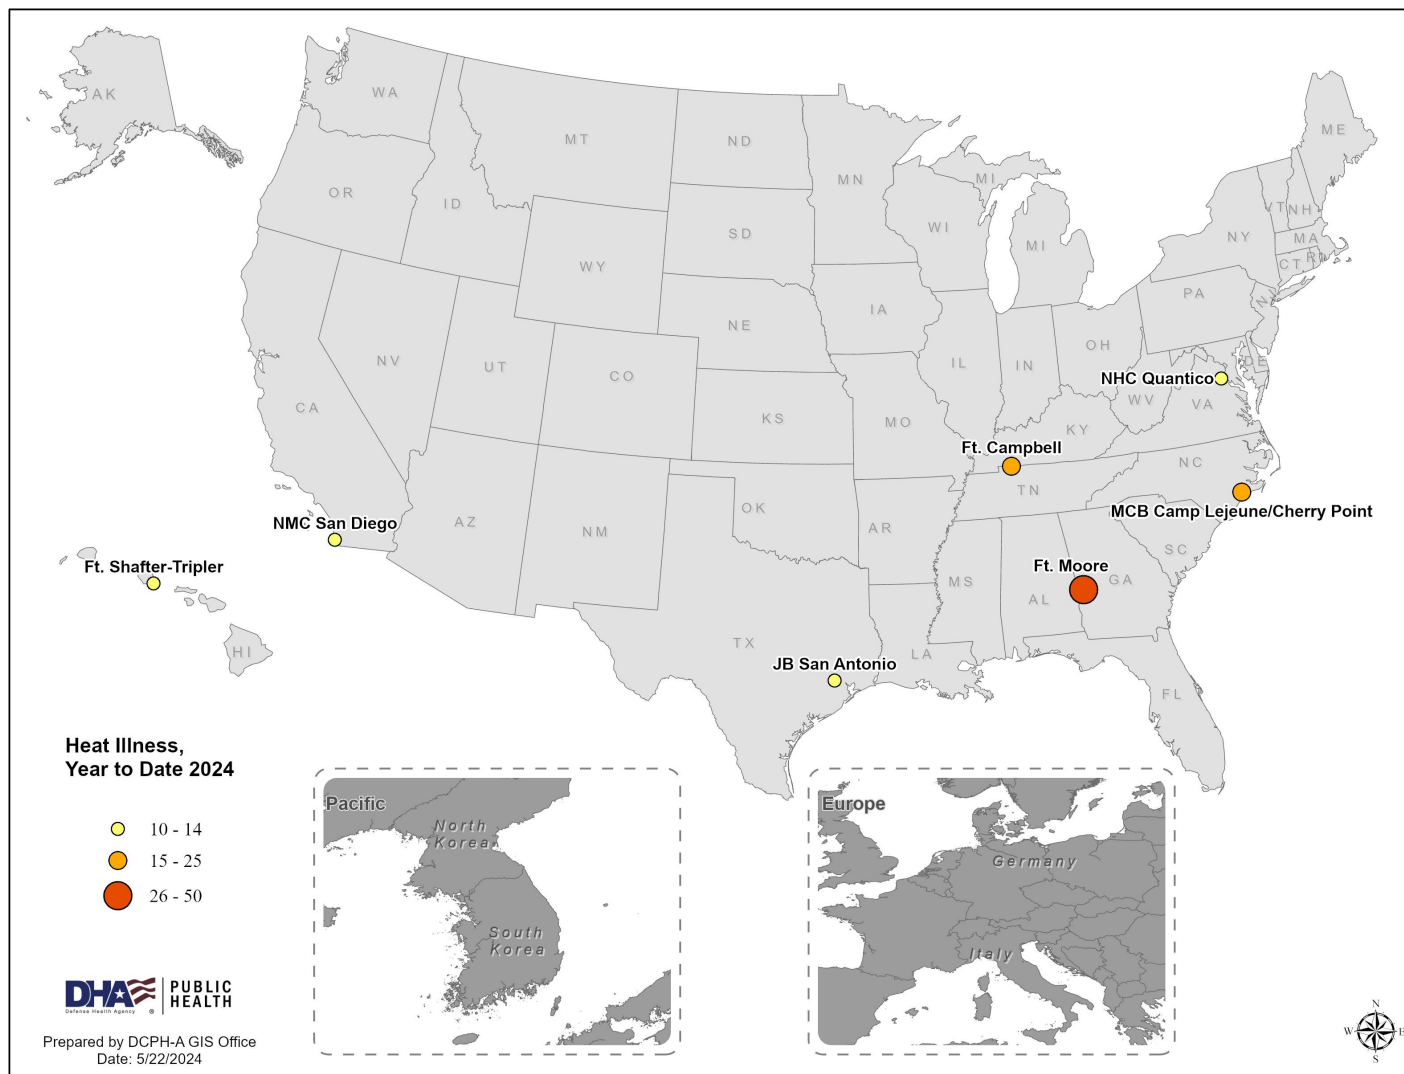 AK
WA
MT
ND
MN
MI
ME
OR
ID
SD
WI
MI
NY
VT
NH
MA
CT
RI
WY
IA
PA
NJ
NE
NV
UT
CO
IL
IN
OH
DE
NHC Quantico
WV
VA
CA
KS
MO
KY
Ft. Campbell
NC
TN
MCB Camp Lejeune/Cherry Point
AZ
NM
OK
AR
SC
NMC San Diego
Ft. Shafter-Tripler
Ft. Moore
MS
AL
GA
HI
TX
LA
JB San Antonio
FL
Heat Illness,
Year to Date 2024
10 - 14
15 - 25
26 - 50
Pacific
North
Korea
South
Korea
Europe
Germany
Italy
DHA
Defense Health Agency ®
PUBLIC
HEALTH
Prepared by DCPH-A GIS Office
Date: 5/22/2024
N
W E
S